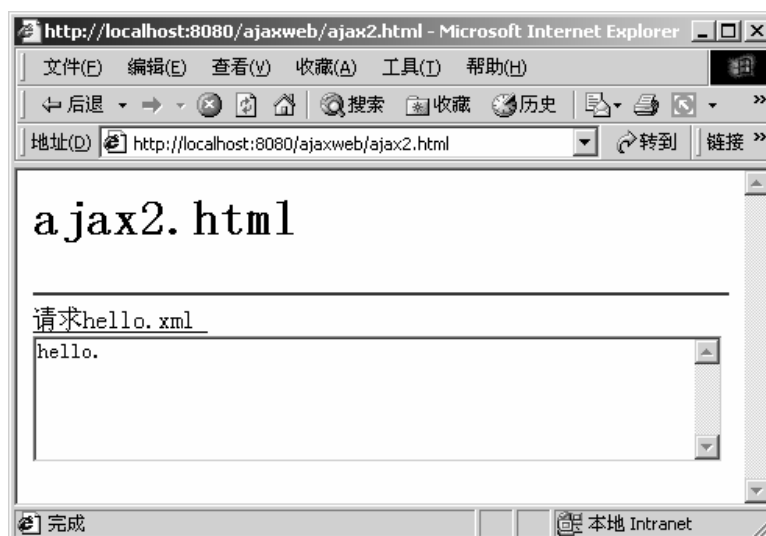 http://localhost:8080/ajaxweb/ajax2.html - Microsoft Internet Explorer
文件(F) 编辑(E) 查看(V) 收藏(A) 工具(T) 帮助(H)
后退 搜索 收藏 历史 »
地址(D) http://localhost:8080/ajaxweb/ajax2.html 转到 链接 »
ajax2.html
请求hello.xml
hello.
完成 本地 Intranet